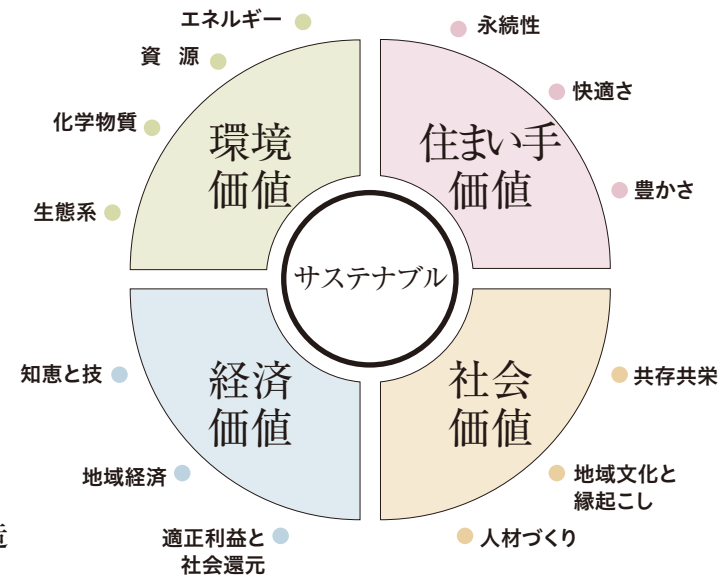 エネルギー
資 源
化学物質
生態系
環境
価値
永続性
快適さ
豊かさ
住まい手
価値
サステナブル
知恵と技
地域経済
適正利益と
社会還元
経済
価値
共存共栄
地域文化と
縁起こし
人材づくり
社会
価値